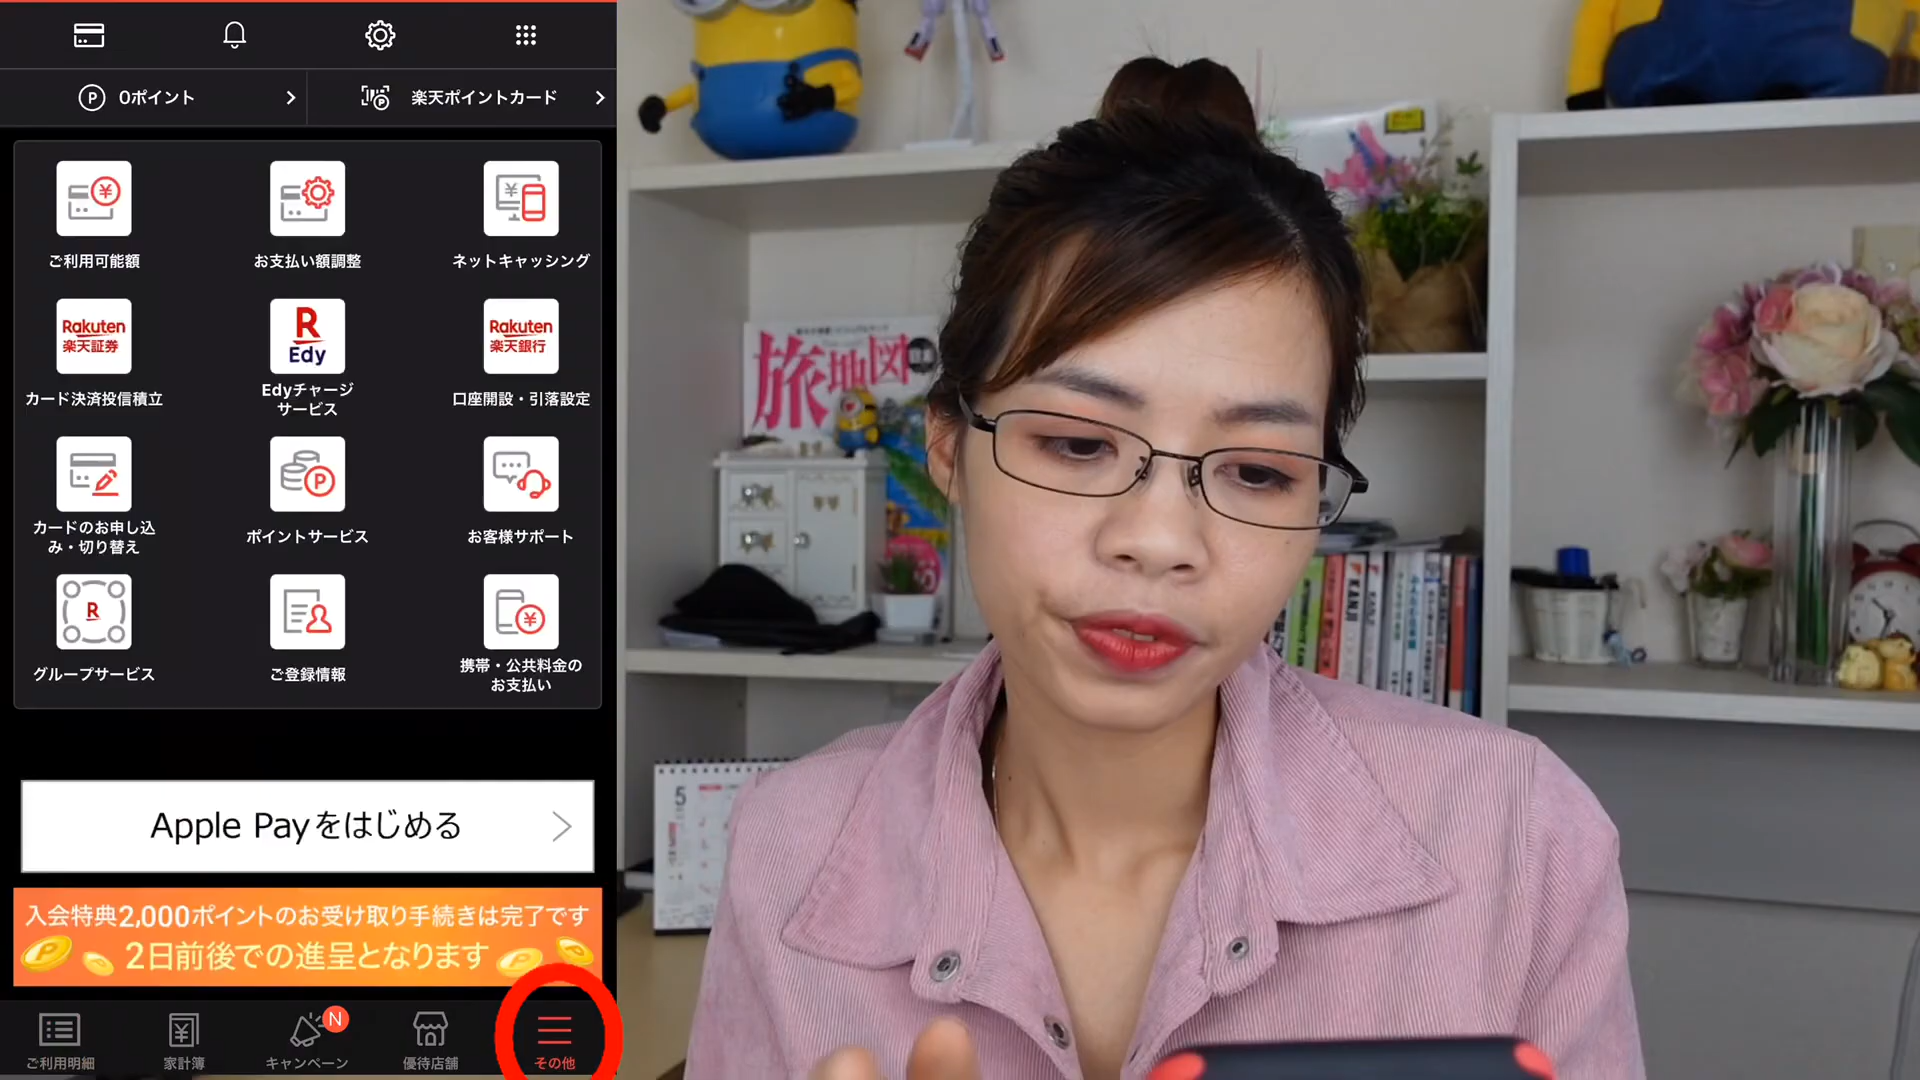 0ポイント
楽天ポイントカード
ご利用可能額
お支払い額調整
ネットキャッシング
Rakuten
楽天証券
カード決済投信積立
R
Edy
Edyチャージ
サービス
Rakuten
楽天銀行
口座開設・引落設定
カードのお申し込
み・切り替え
ポイントサービス
お客様サポート
R
グループサービス
ご登録情報
携帯・公共料金の
お支払い
Apple Payをはじめる
入会特典2,000ポイントのお受け取り手続きは完了です
2日前後での進呈となります
ご利用明細
家計簿
N
キャンペーン
優待店舗
その他
旅地図
5
KANJI